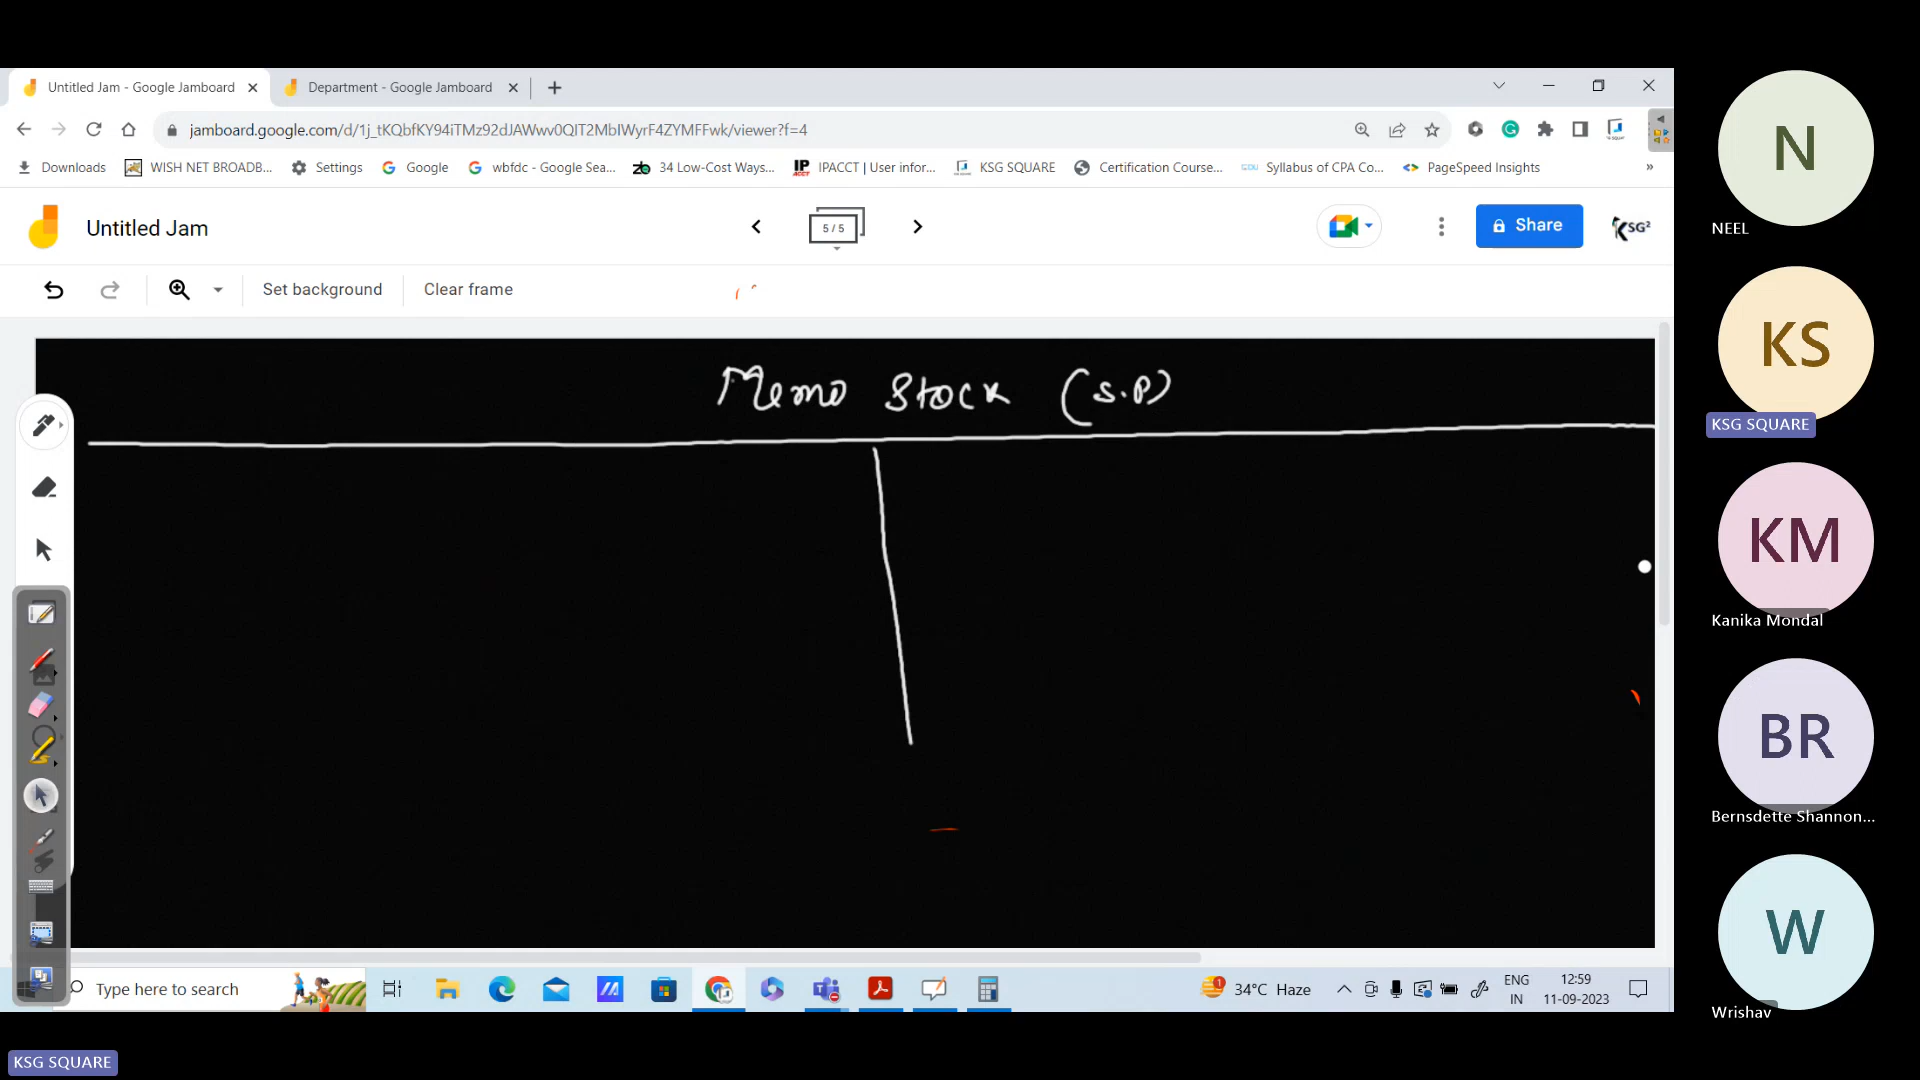 Untitled Jam - Google Jamboard
Department - Google Jamboard
jamboard.google.com/d/1j_tKQbfKY94iTMz92dJAWwv0QIT2MbIWyrF4ZYMFFwk/viewer?f=4
Downloads WISH NET BROADB... Settings Google wbfdc - Google Sea... 34 Low-Cost Ways... IPACCT | User infor... KSG SQUARE Certification Course... Syllabus of CPA Co... PageSpeed Insights »
Untitled Jam
5 / 5
Share
KSG²
Set background Clear frame
Memo Stock (S.P)
Type here to search
34°C Haze
ENG
IN
12:59
11-09-2023
N
NEEL
KS
KSG SQUARE
KM
Kanika Mondal
BR
Bernsdette Shannon...
W
Wrishav
KSG SQUARE